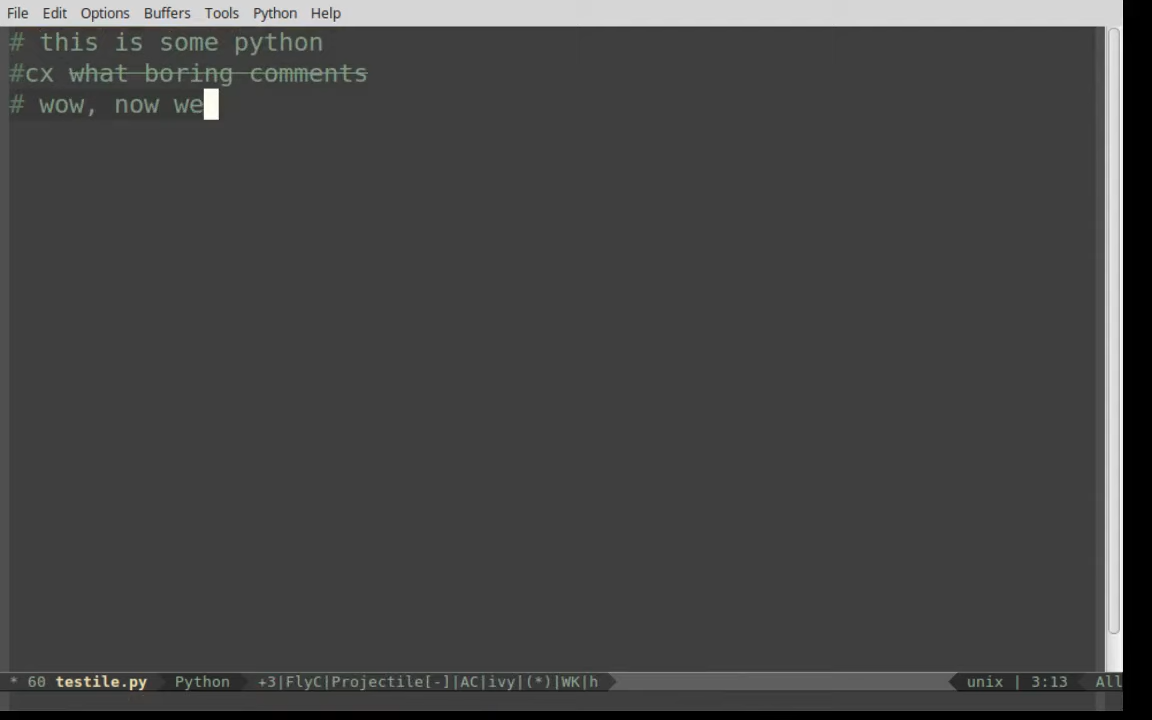 File Edit Options Buffers Tools Python Help
# this is some python
#cx what boring comments
# wow, now we
* 60 testile.py Python +3|FlyC|Projectile[-]|AC|ivy|(*)|WK|h unix | 3:13 All